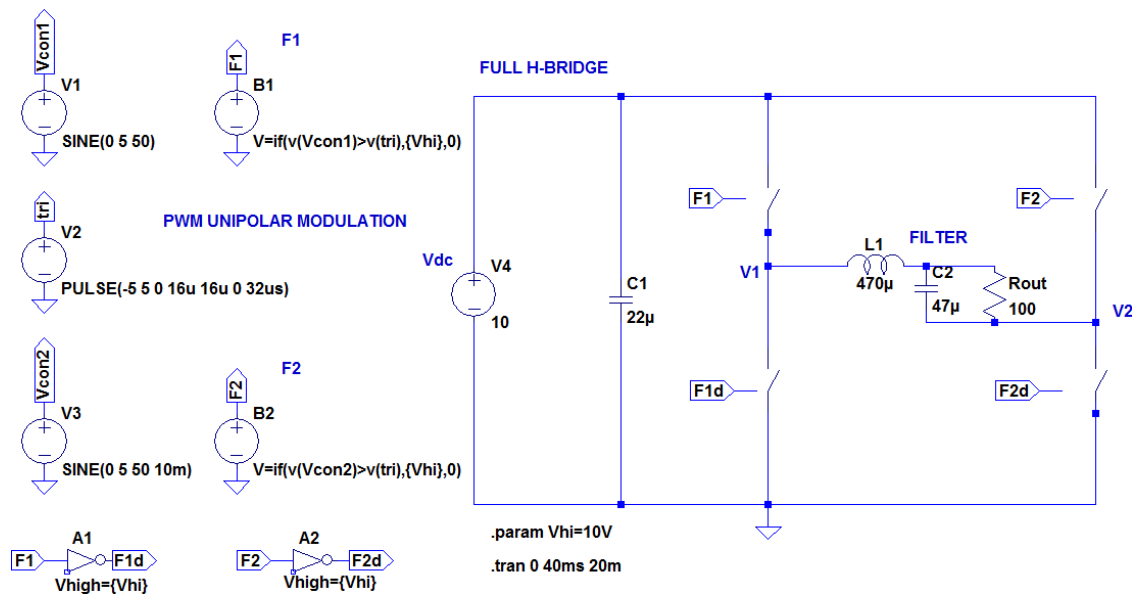 Vcon1
V1
SINE(0 5 50)
F1
F1
B1
V=if(v(Vcon1)>v(tri),{Vhi},0)
tri
V2
PULSE(-5 5 0 16u 16u 0 32us)
PWM UNIPOLAR MODULATION
Vcon2
V3
SINE(0 5 50 10m)
F2
F2
B2
V=if(v(Vcon2)>v(tri),{Vhi},0)
F1
A1
F1d
Vhigh={Vhi}
F2
A2
F2d
Vhigh={Vhi}
FULL H-BRIDGE
Vdc
V4
10
C1
22µ
F1
F2
V1
L1
470µ
FILTER
C2
47µ
Rout
100
V2
F1d
F2d
.param Vhi=10V
.tran 0 40ms 20m